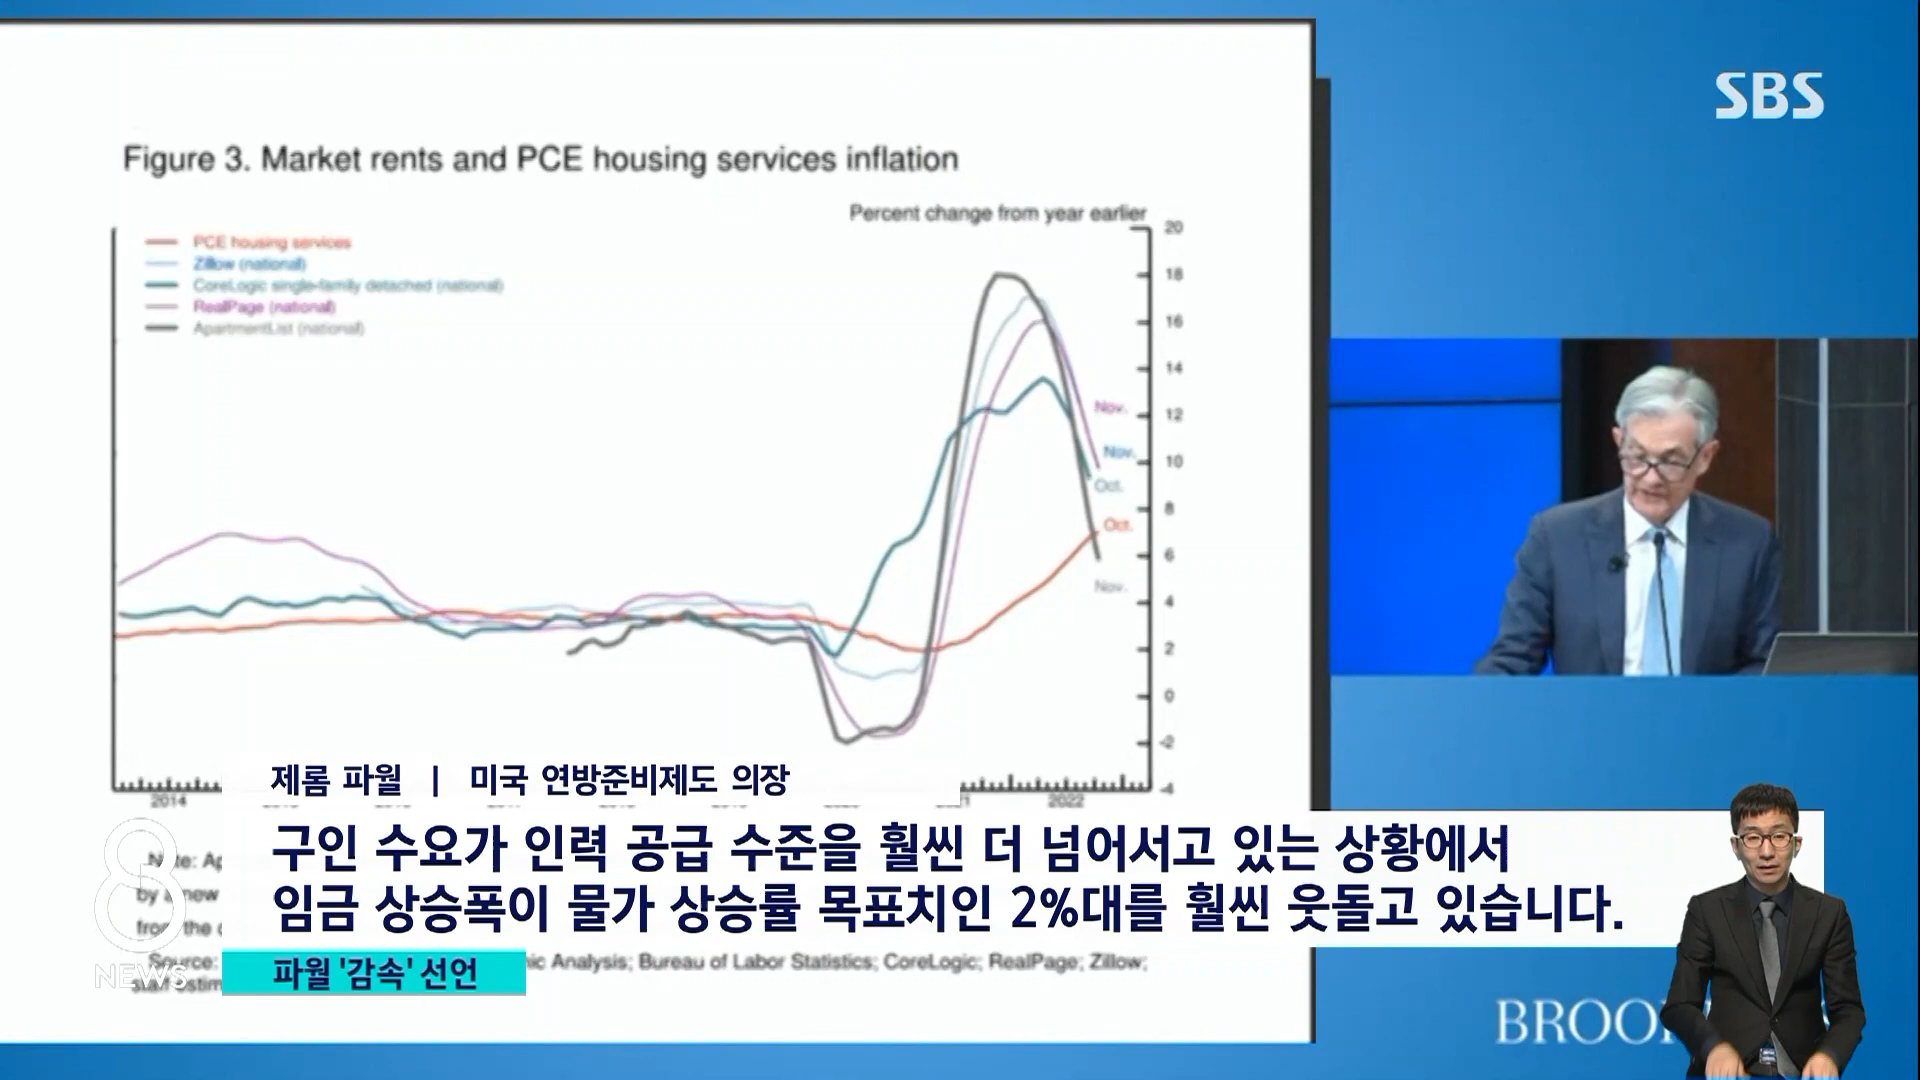 SBS
Figure 3. Market rents and PCE housing services inflation
Percent change from year earlier
PCE housing services
Zillow (national)
CoreLogic single-family detached (national)
RealPage (national)
ApartmentList (national)
20
18
16
14
12
10
8
6
4
2
0
-2
-4
Nov.
Nov.
Oct.
Oct.
Nov.
2014
2022
제롬 파월 | 미국 연방준비제도 의장
구인 수요가 인력 공급 수준을 훨씬 더 넘어서고 있는 상황에서
임금 상승폭이 물가 상승률 목표치인 2%대를 훨씬 웃돌고 있습니다.
by a new
from the
Source:
Analysis; Bureau of Labor Statistics; CoreLogic; RealPage; Zillow;
8
NEWS
파월 '감속' 선언